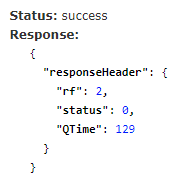 Status: success
Response:
{
"responseHeader": {
"rf": 2,
"status": 0,
"QTime": 129
}
}